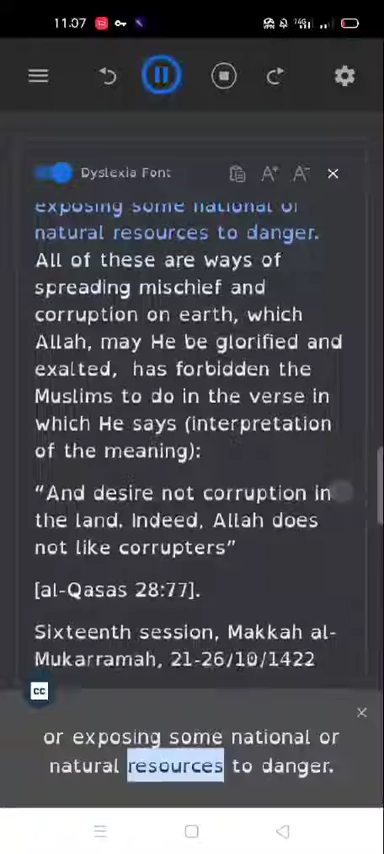 11.07
Dyslexia Font
A+ A-
exposing some national or
natural resources to danger.
All of these are ways of
spreading mischief and
corruption on earth, which
Allah, may He be glorified and
exalted, has forbidden the
Muslims to do in the verse in
which He says (interpretation
of the meaning):
“And desire not corruption in
the land. Indeed, Allah does
not like corrupters”
[al-Qasas 28:77].
Sixteenth session, Makkah al-
Mukarramah, 21-26/10/1422
CC
or exposing some national or
natural resources to danger.